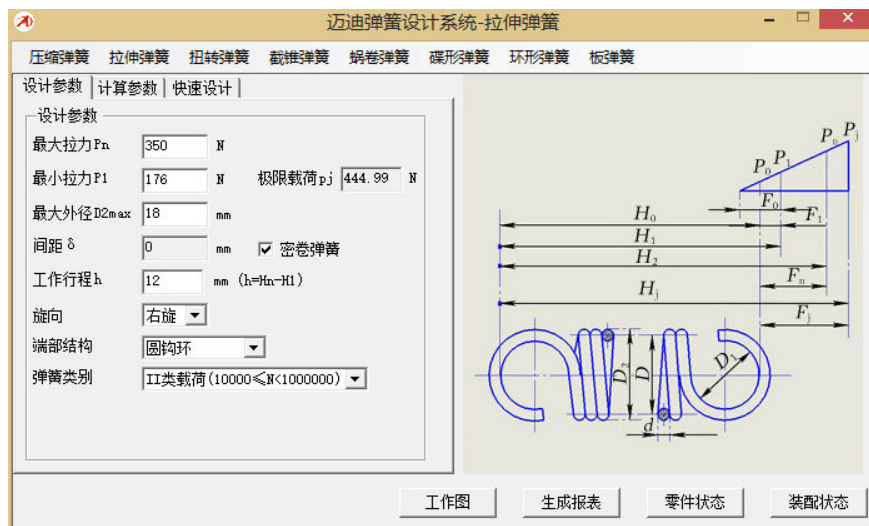 迈迪弹簧设计系统-拉伸弹簧
压缩弹簧 拉伸弹簧 扭转弹簧 截锥弹簧 蜗卷弹簧 碟形弹簧 环形弹簧 板弹簧
设计参数 计算参数 快速设计
设计参数
最大拉力Pn 350 N
最小拉力P1 176 N 极限载荷pj 444.99 N
最大外径D2max 18 mm
间距δ 0 mm 密卷弹簧
工作行程h 12 mm (h=Hn-H1)
旋向 右旋
端部结构 圆钩环
弹簧类别 II类载荷(10000≤N<1000000)
P0 P1 Pn Pj
F0
H0 F1
H1
H2
Fn
Hj
Fj
D2 D D1
d
工作图 生成报表 零件状态 装配状态